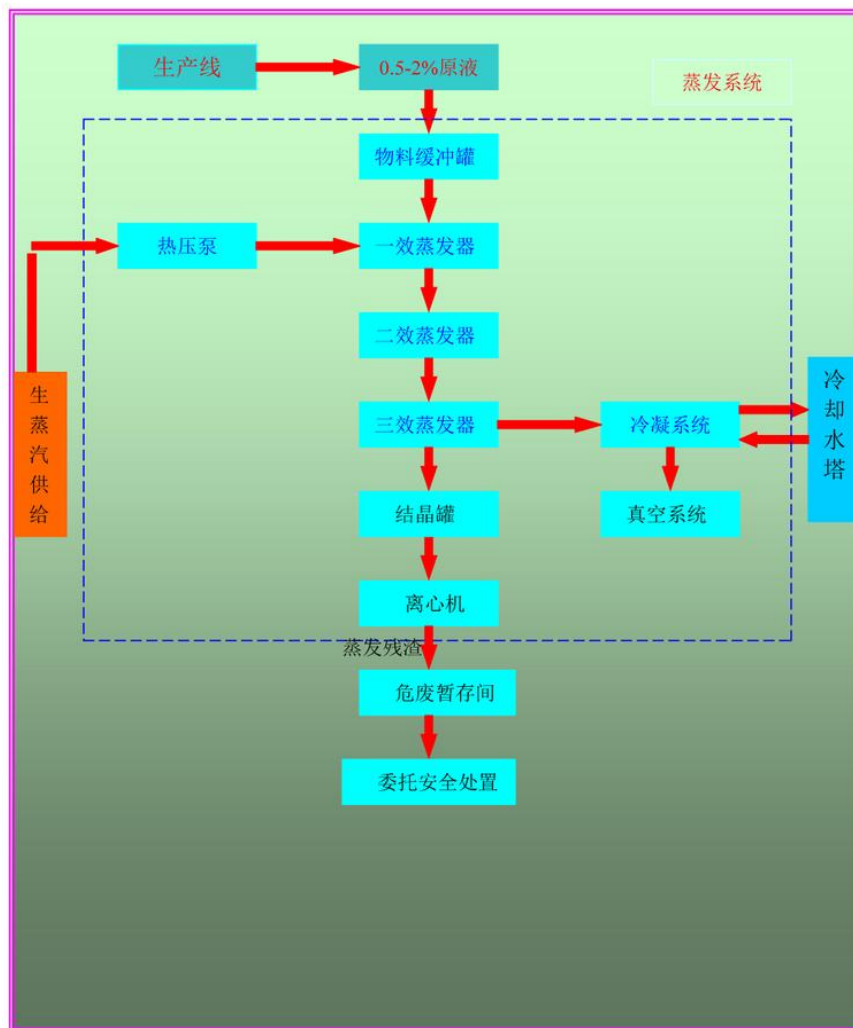 生产线
0.5-2%原液
蒸发系统
物料缓冲罐
热压泵
一效蒸发器
二效蒸发器
生蒸汽供给
三效蒸发器
冷凝系统
冷却水塔
结晶罐
真空系统
离心机
蒸发残渣
危废暂存间
委托安全处置